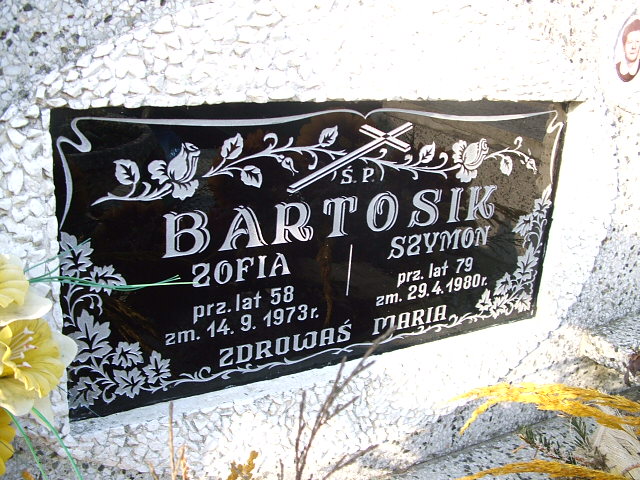 Ś.P.
BARTOSIK
ZOFIA
prz. lat 58
zm. 14.9.1973r.
SZYMON
prz. lat 79
zm. 29.4.1980r.
ZDROWAŚ MARIA